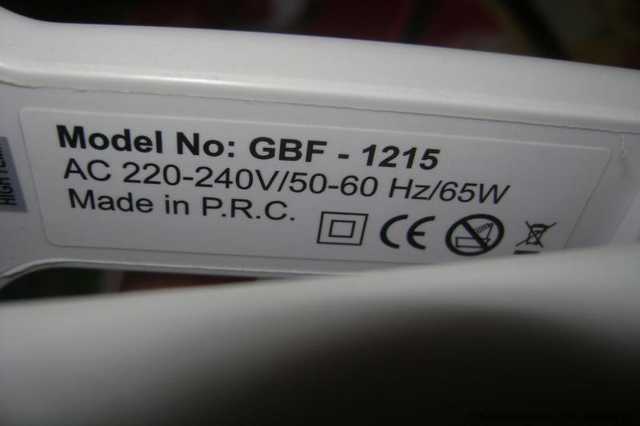 Model No: GBF - 1215
AC 220-240V/50-60 Hz/65W
Made in P.R.C.
CE